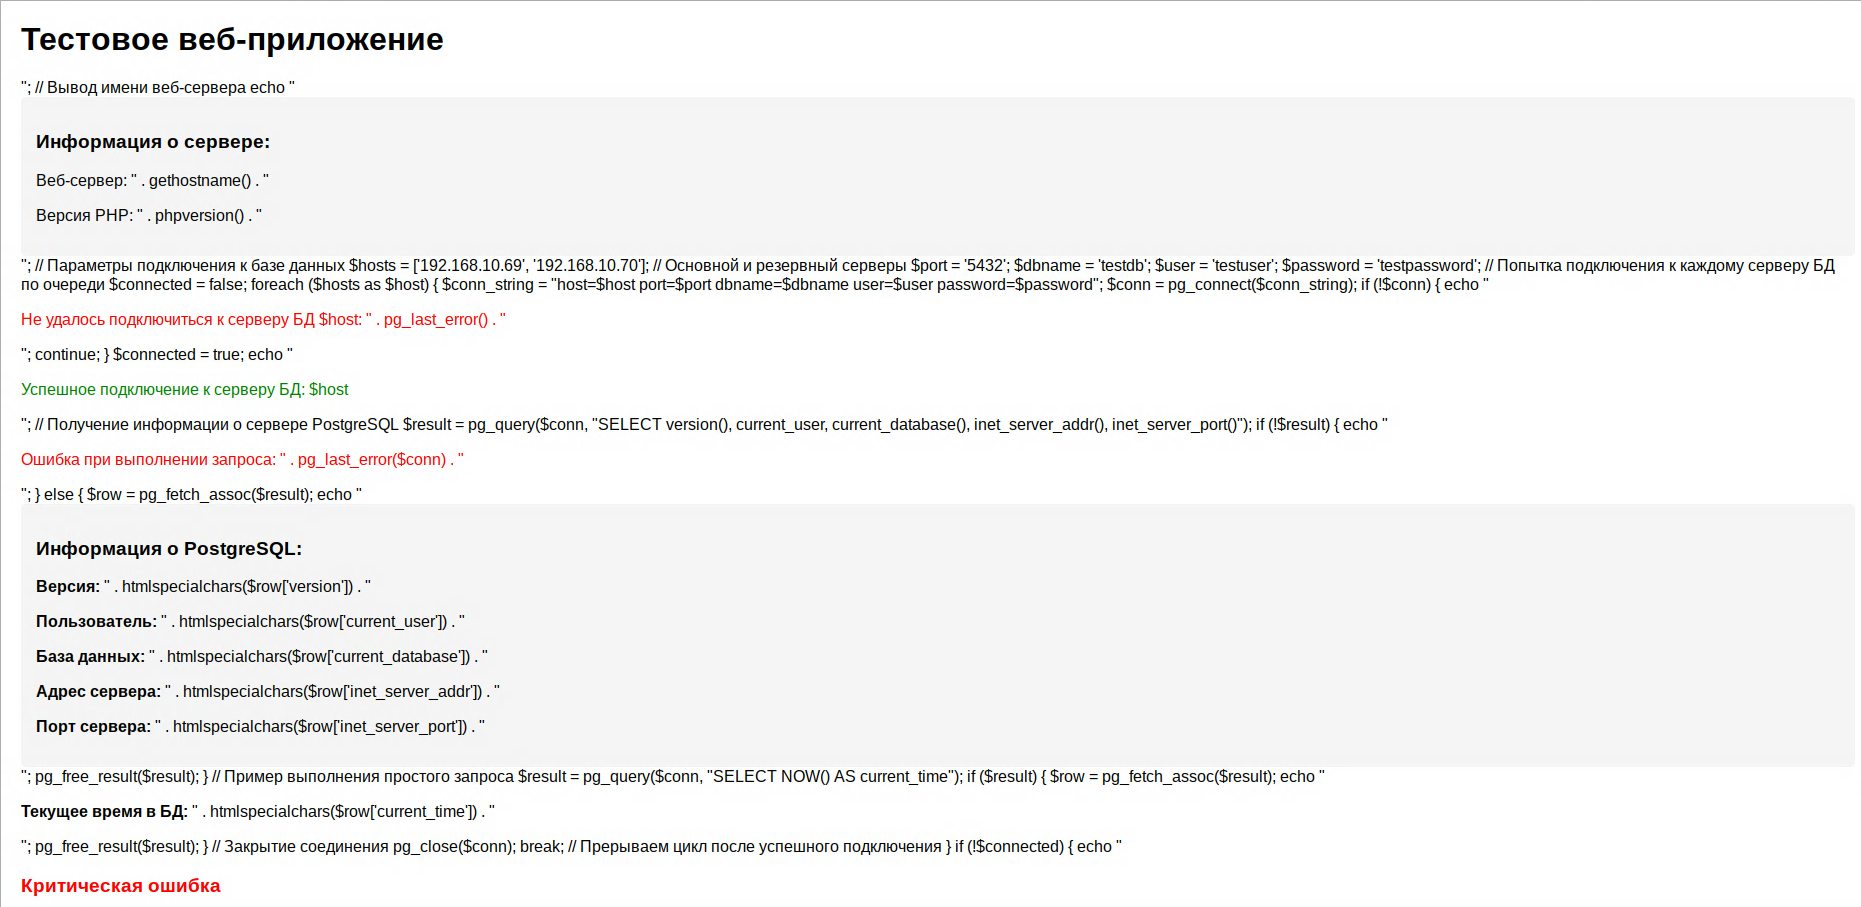 Тестовое веб-приложение
"; // Вывод имени веб-сервера echo "
Информация о сервере:
Веб-сервер: " . gethostname() . "
Версия PHP: " . phpversion() . "
"; // Параметры подключения к базе данных $hosts = ['192.168.10.69', '192.168.10.70']; // Основной и резервный серверы $port = '5432'; $dbname = 'testdb'; $user = 'testuser'; $password = 'testpassword'; // Попытка подключения к каждому серверу БД
по очереди $connected = false; foreach ($hosts as $host) { $conn_string = "host=$host port=$port dbname=$dbname user=$user password=$password"; $conn = pg_connect($conn_string); if (!$conn) { echo "
Не удалось подключиться к серверу БД $host: " . pg_last_error() . "
"; continue; } $connected = true; echo "
Успешное подключение к серверу БД: $host
"; // Получение информации о сервере PostgreSQL $result = pg_query($conn, "SELECT version(), current_user, current_database(), inet_server_addr(), inet_server_port()"); if (!$result) { echo "
Ошибка при выполнении запроса: " . pg_last_error($conn) . "
"; } else { $row = pg_fetch_assoc($result); echo "
Информация о PostgreSQL:
Версия: " . htmlspecialchars($row['version']) . "
Пользователь: " . htmlspecialchars($row['current_user']) . "
База данных: " . htmlspecialchars($row['current_database']) . "
Адрес сервера: " . htmlspecialchars($row['inet_server_addr']) . "
Порт сервера: " . htmlspecialchars($row['inet_server_port']) . "
"; pg_free_result($result); } // Пример выполнения простого запроса $result = pg_query($conn, "SELECT NOW() AS current_time"); if ($result) { $row = pg_fetch_assoc($result); echo "
Текущее время в БД: " . htmlspecialchars($row['current_time']) . "
"; pg_free_result($result); } // Закрытие соединения pg_close($conn); break; // Прерываем цикл после успешного подключения } if (!$connected) { echo "
Критическая ошибка